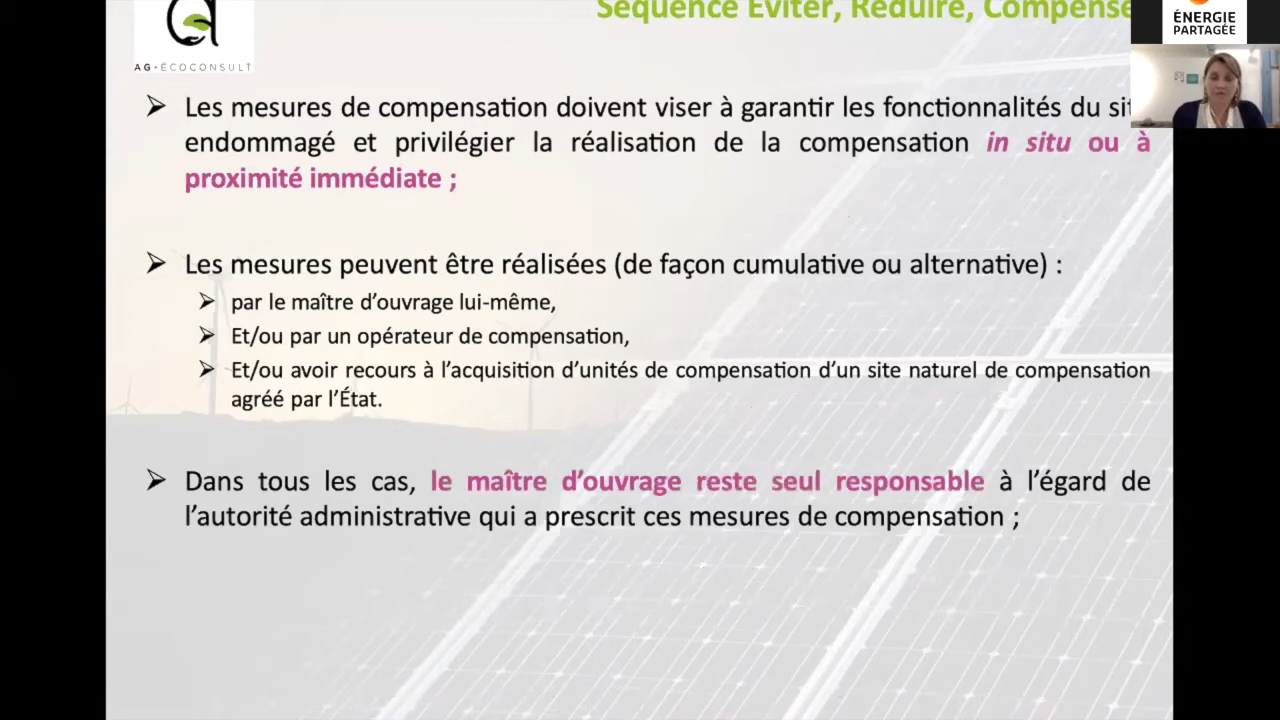 Séquence Éviter, Réduire, Compenser
ÉNERGIE
PARTAGÉE
AG·ÉCOCONSULT
➢ Les mesures de compensation doivent viser à garantir les fonctionnalités du
endommagé et privilégier la réalisation de la compensation in situ ou à
proximité immédiate ;
➢ Les mesures peuvent être réalisées (de façon cumulative ou alternative) :
➢ par le maître d’ouvrage lui-même,
➢ Et/ou par un opérateur de compensation,
➢ Et/ou avoir recours à l’acquisition d’unités de compensation d’un site naturel de compensation
agréé par l’État.
➢ Dans tous les cas, le maître d’ouvrage reste seul responsable à l’égard de
l’autorité administrative qui a prescrit ces mesures de compensation ;